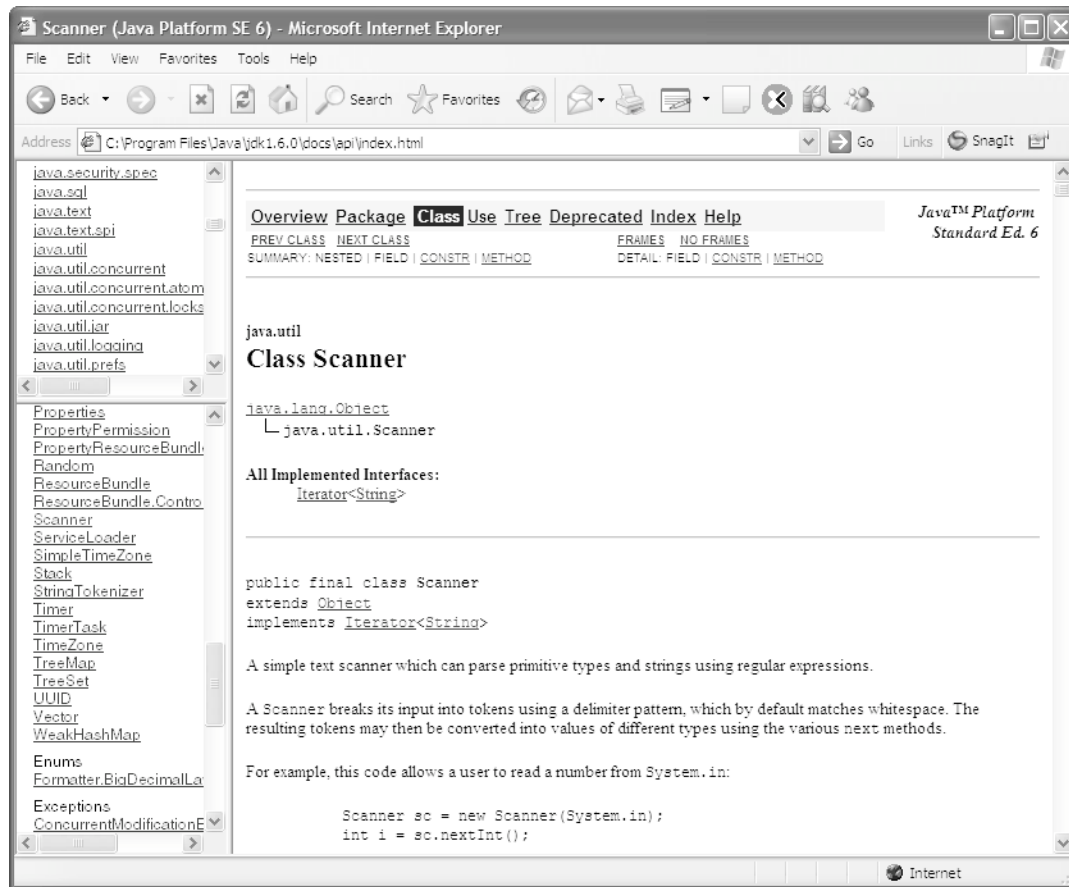 Scanner (Java Platform SE 6) - Microsoft Internet Explorer
File Edit View Favorites Tools Help
Back Search Favorites
Address C:\Program Files\Java\jdk1.6.0\docs\api\index.html Go Links SnagIt
java.security.spec
java.sql
java.text
java.text.spi
java.util
java.util.concurrent
java.util.concurrent.atom
java.util.concurrent.locks
java.util.jar
java.util.logging
java.util.prefs
Properties
PropertyPermission
PropertyResourceBundl
Random
ResourceBundle
ResourceBundle.Contro
Scanner
ServiceLoader
SimpleTimeZone
Stack
StringTokenizer
Timer
TimerTask
TimeZone
TreeMap
TreeSet
UUID
Vector
WeakHashMap
Enums
Formatter.BigDecimalLa
Exceptions
ConcurrentModificationE
Overview Package Class Use Tree Deprecated Index Help
Java™ Platform
Standard Ed. 6
PREV CLASS NEXT CLASS FRAMES NO FRAMES
SUMMARY: NESTED | FIELD | CONSTR | METHOD DETAIL: FIELD | CONSTR | METHOD
java.util
Class Scanner
java.lang.Object
java.util.Scanner
All Implemented Interfaces:
Iterator<String>
public final class Scanner
extends Object
implements Iterator<String>
A simple text scanner which can parse primitive types and strings using regular expressions.
A Scanner breaks its input into tokens using a delimiter pattern, which by default matches whitespace. The
resulting tokens may then be converted into values of different types using the various next methods.
For example, this code allows a user to read a number from System.in:
Scanner sc = new Scanner(System.in);
int i = sc.nextInt();
Internet